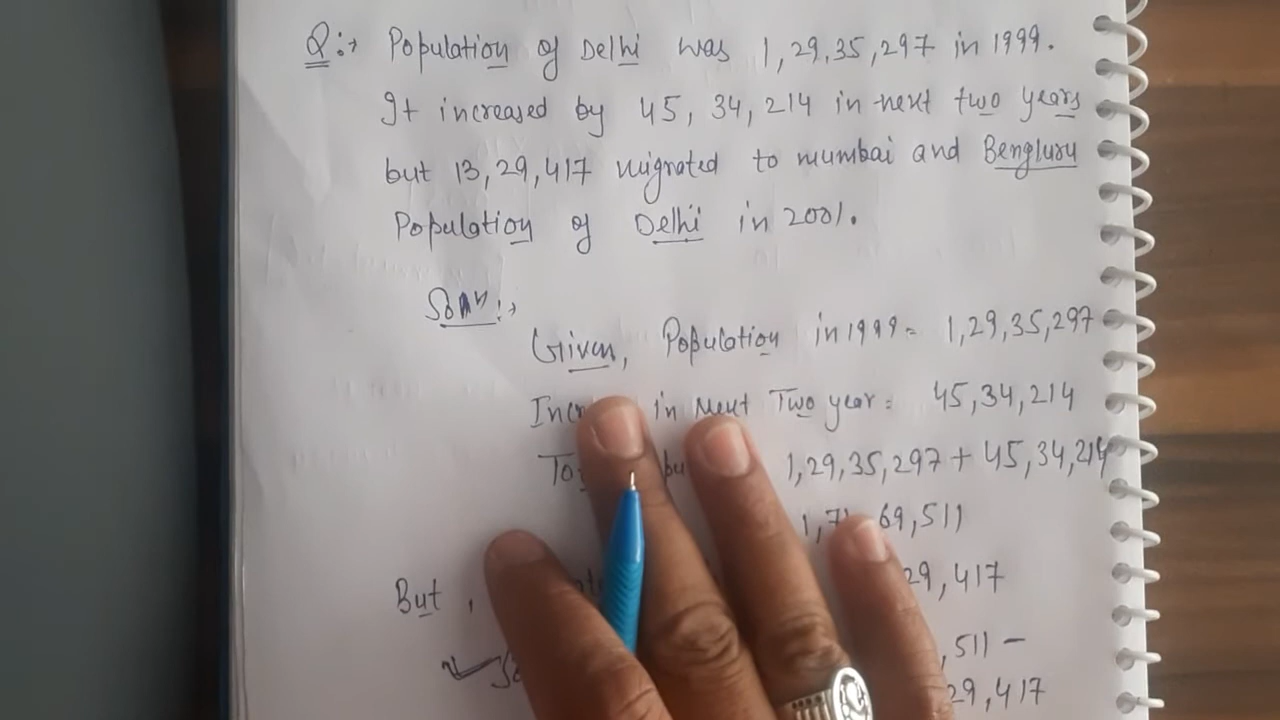 Q:→ Population of Delhi was 1,29,35,297 in 1999.
It increased by 45, 34, 214 in next two years
but 13,29,417 migrated to mumbai and Bengluru
Population of Delhi in 2001.
Given, Population in 1999 = 1,29,35,297
in Next Two year = 45,34,214
1,29,35,297 + 45,34,214
69,511
But, 29,417
,511 -
29,417